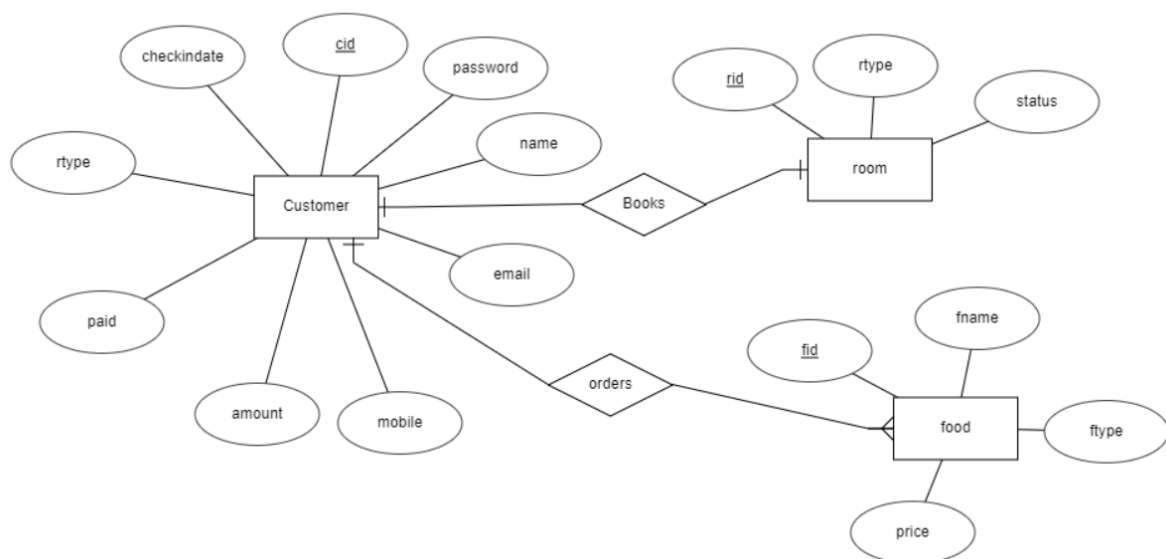 cid
checkindate
password
rid
rtype
status
name
rtype
room
Customer
Books
email
paid
fname
fid
orders
amount
mobile
food
ftype
price